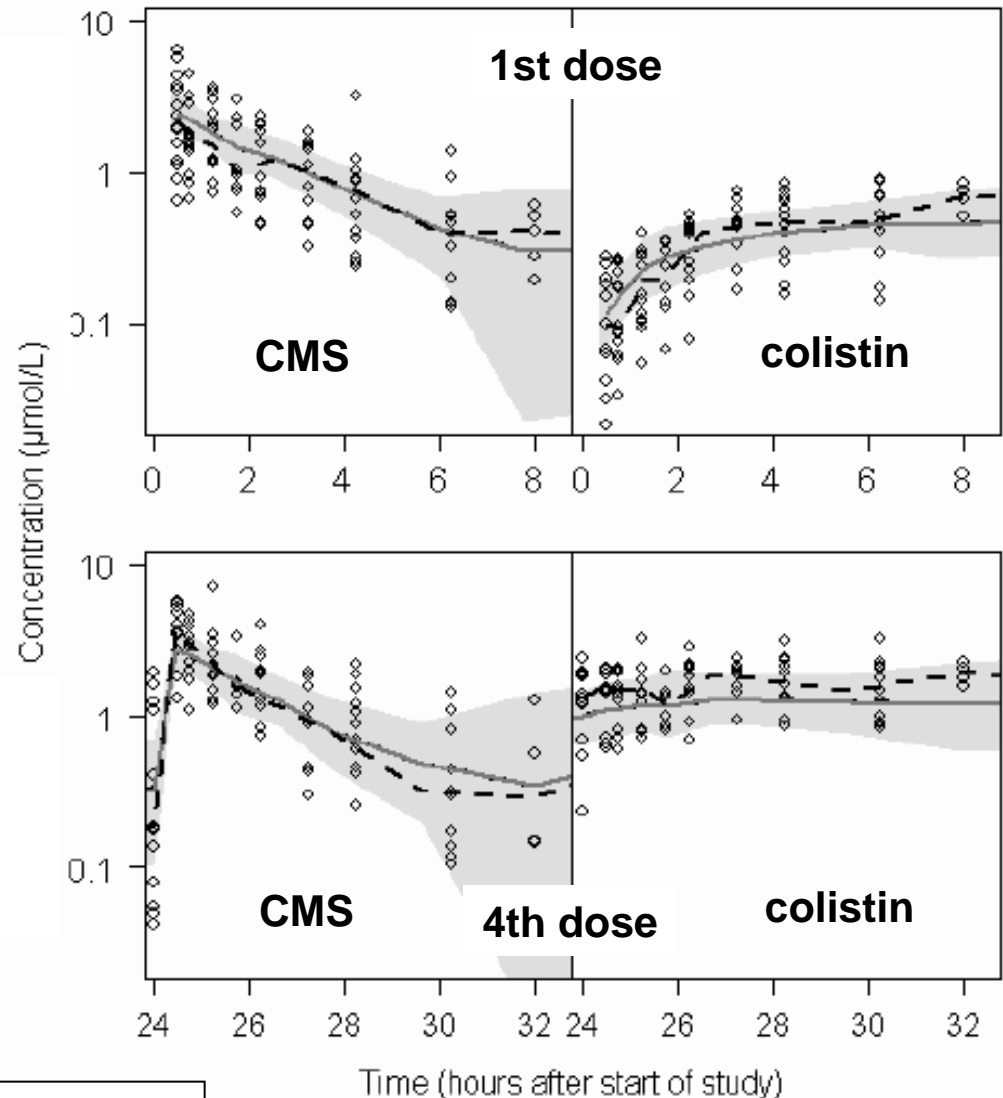 Concentration (µmol/L)
10
1
0.1
1st dose
CMS
colistin
0 2 4 6 8 0 2 4 6 8
10
1
0.1
CMS
4th dose
colistin
24 26 28 30 32 24 26 28 30 32
Time (hours after start of study)